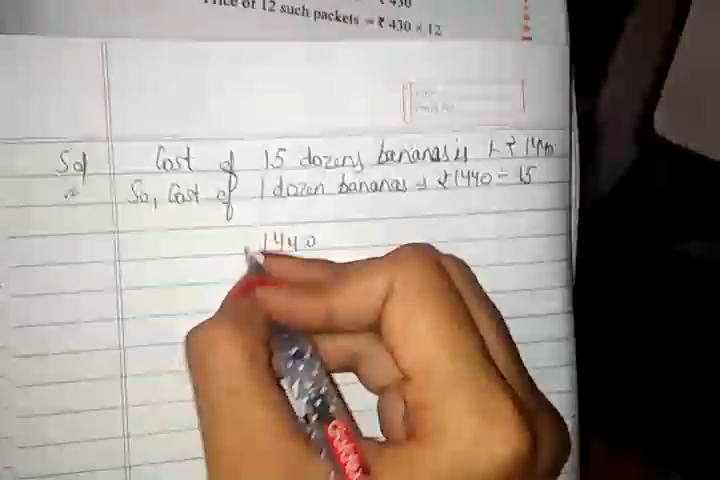 ₹ 430
Price of 12 such packets = ₹ 430 × 12
Sol Cost of 15 dozens bananas is
So, Cost of 1 dozen bananas = ₹ 1440 ÷ 15
1440